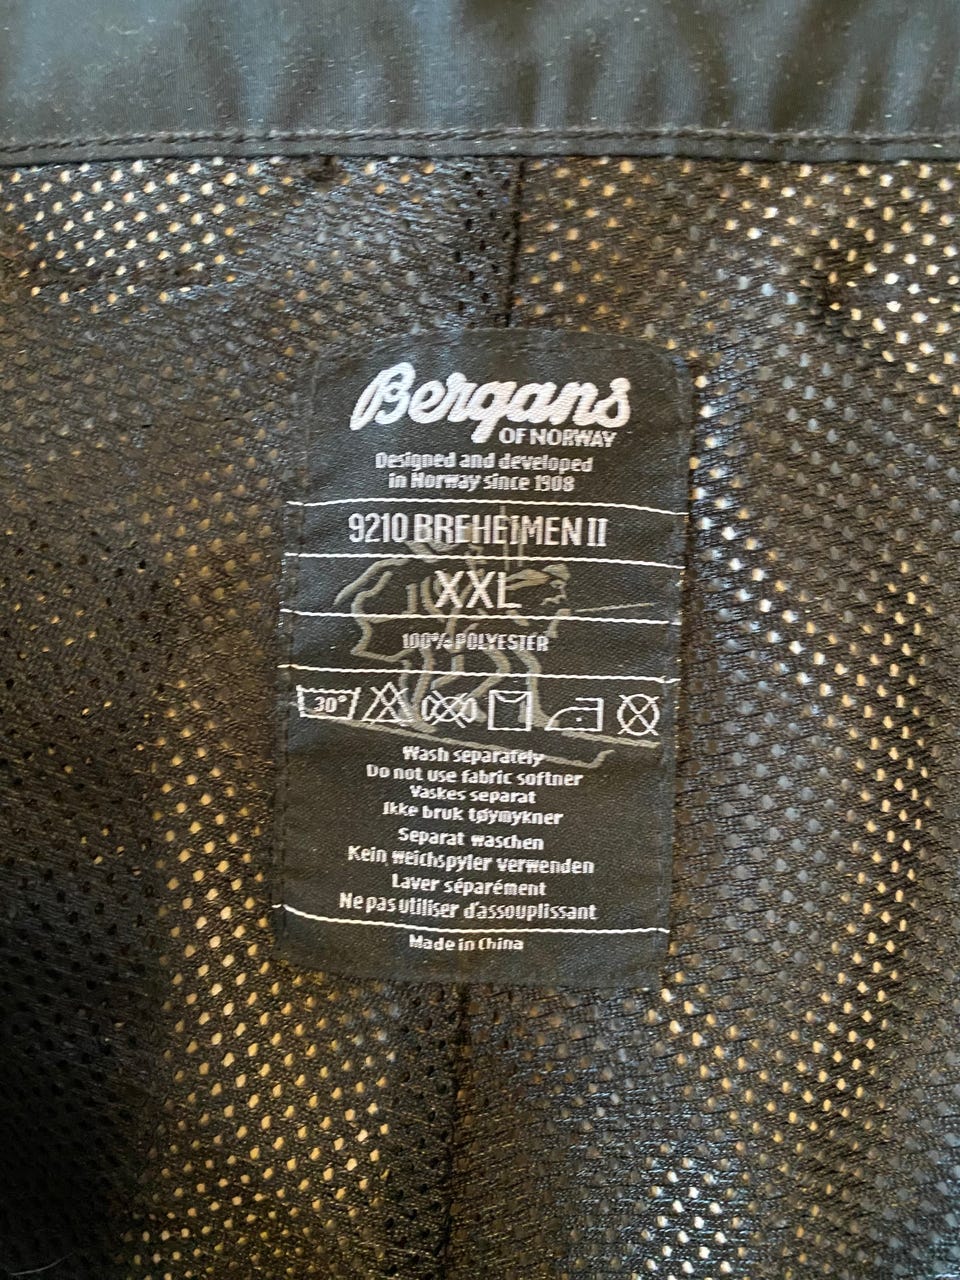 Bergans
OF NORWAY
Designed and developed
in Norway since 1908
9210 BREHEIMEN II
XXL
100% POLYESTER
30°
Wash separately
Do not use fabric softner
Vaskes separat
Ikke bruk tøymykner
Separat waschen
Kein weichspyler verwenden
Laver séparément
Ne pas utiliser d'assouplissant
Made in China